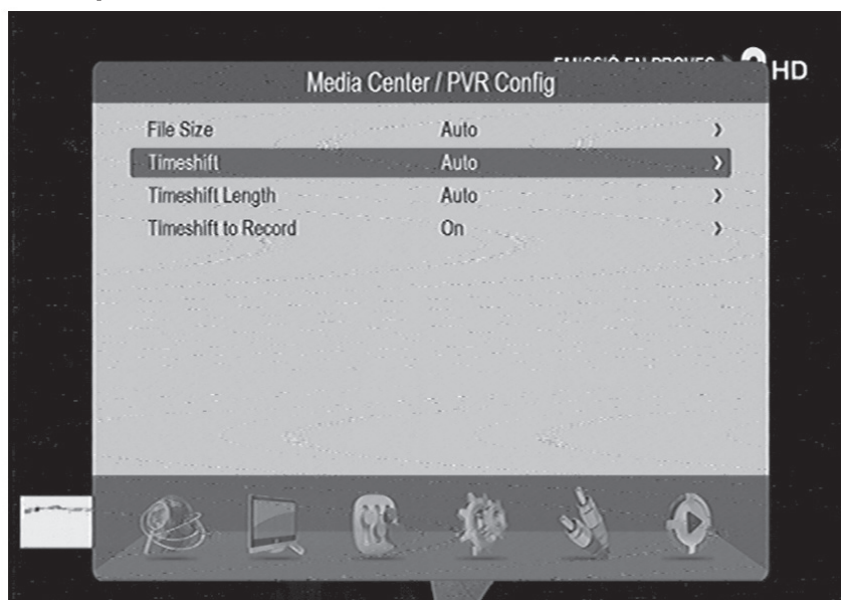 HD
Media Center / PVR Config
File Size Auto
Timeshift Auto
Timeshift Length Auto
Timeshift to Record On